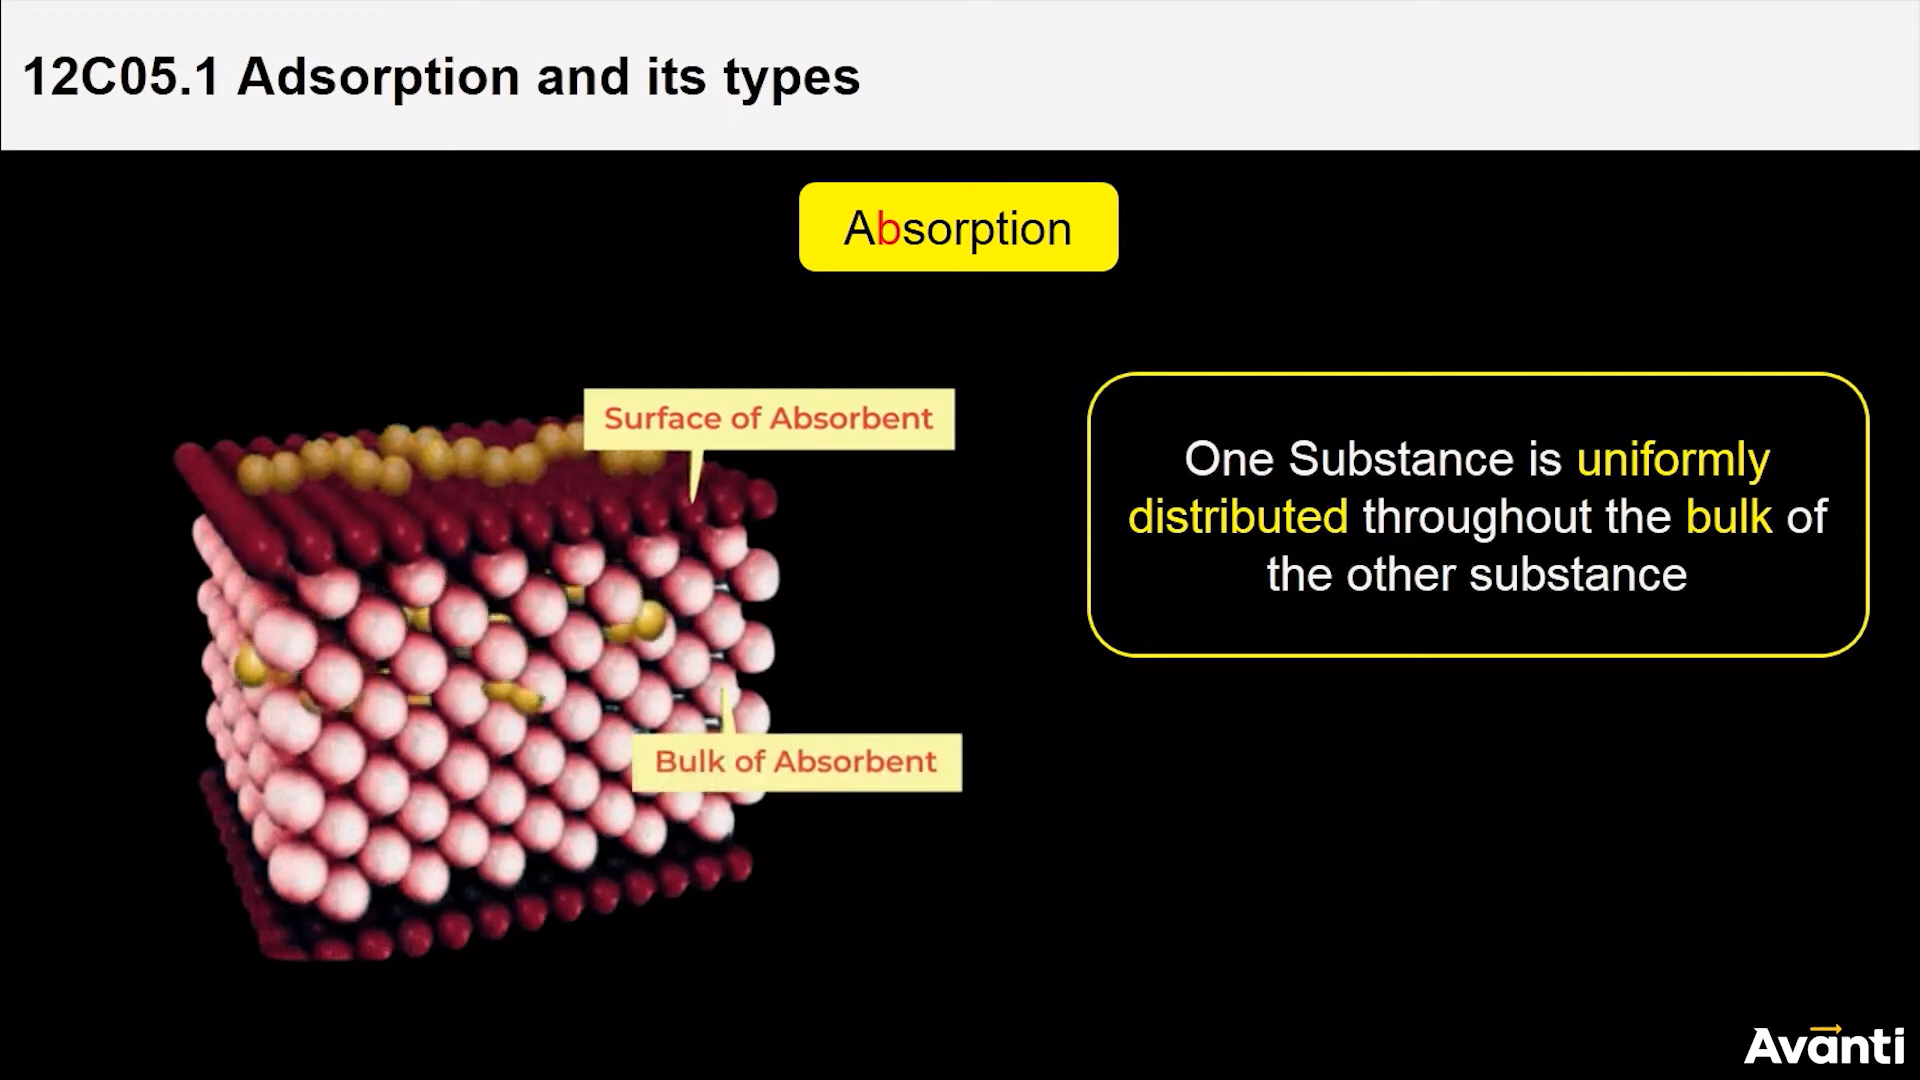 12C05.1 Adsorption and its types
Absorption
Surface of Absorbent
One Substance is uniformly
distributed throughout the bulk of
the other substance
Bulk of Absorbent
Avanti